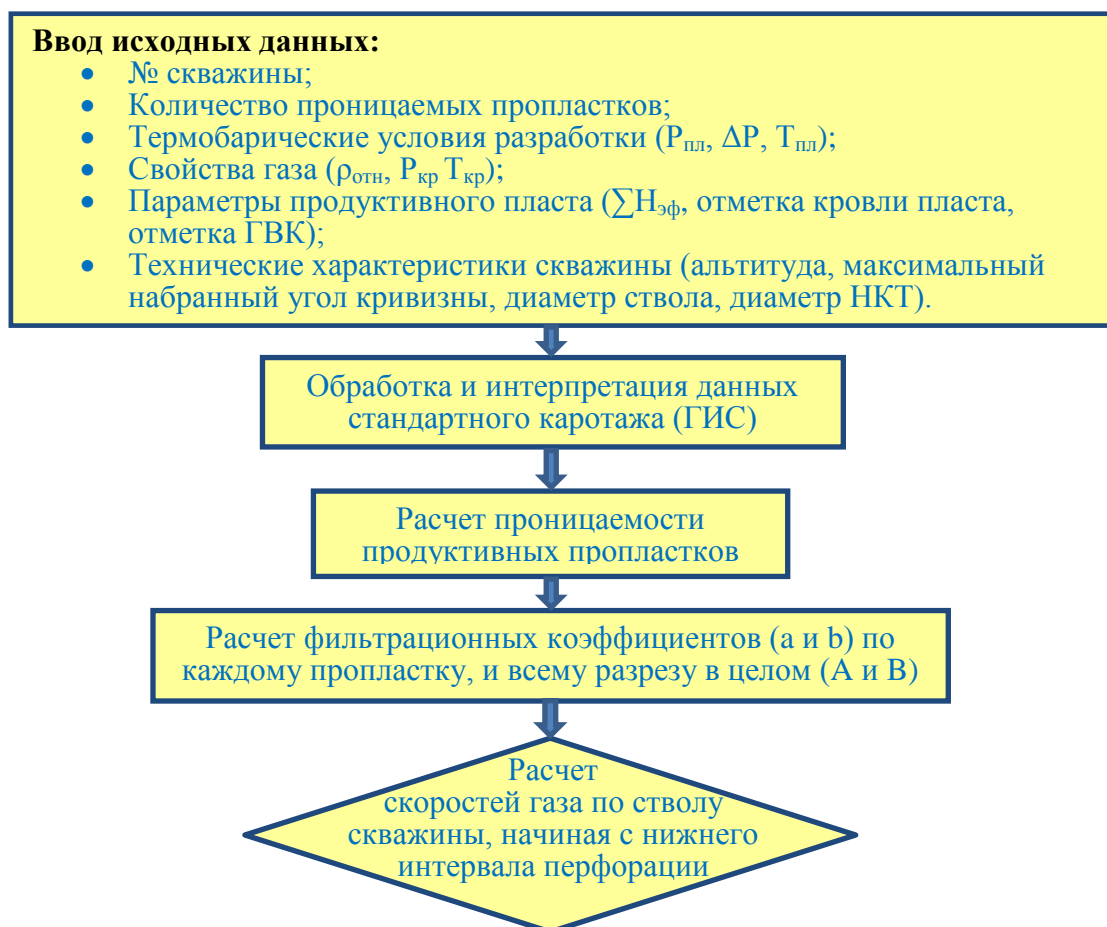 Ввод исходных данных:
• № скважины;
• Количество проницаемых пропластков;
• Термобарические условия разработки (Pпл, ΔP, Tпл);
• Свойства газа (ρотн, Pкр Tкр);
• Параметры продуктивного пласта (∑Hэф, отметка кровли пласта,
отметка ГВК);
• Технические характеристики скважины (альтитуда, максимальный
набранный угол кривизны, диаметр ствола, диаметр НКТ).
Обработка и интерпретация данных
стандартного каротажа (ГИС)
Расчет проницаемости
продуктивных пропластков
Расчет фильтрационных коэффициентов (a и b) по
каждому пропластку, и всему разрезу в целом (A и B)
Расчет
скоростей газа по стволу
скважины, начиная с нижнего
интервала перфорации